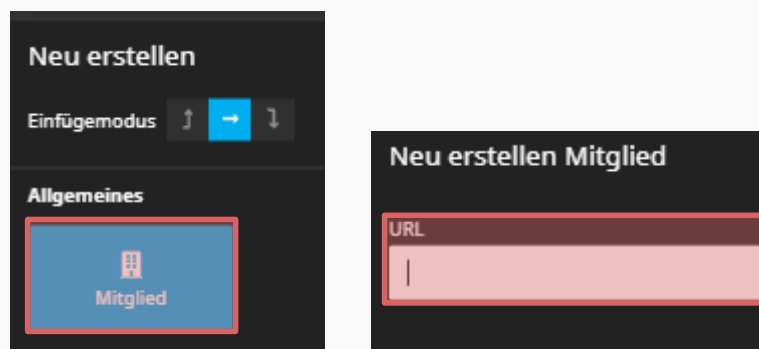 Neu erstellen
Einfügemodus
Allgemeines
Mitglied
Neu erstellen Mitglied
URL